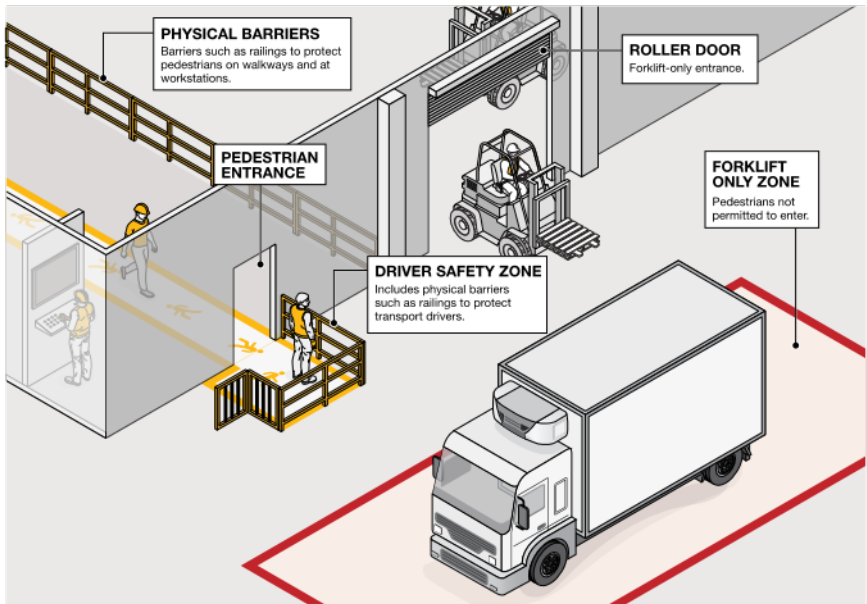 PHYSICAL BARRIERS
Barriers such as railings to protect
pedestrians on walkways and at
workstations.
ROLLER DOOR
Forklift-only entrance.
PEDESTRIAN
ENTRANCE
FORKLIFT
ONLY ZONE
Pedestrians not
permitted to enter.
DRIVER SAFETY ZONE
Includes physical barriers
such as railings to protect
transport drivers.